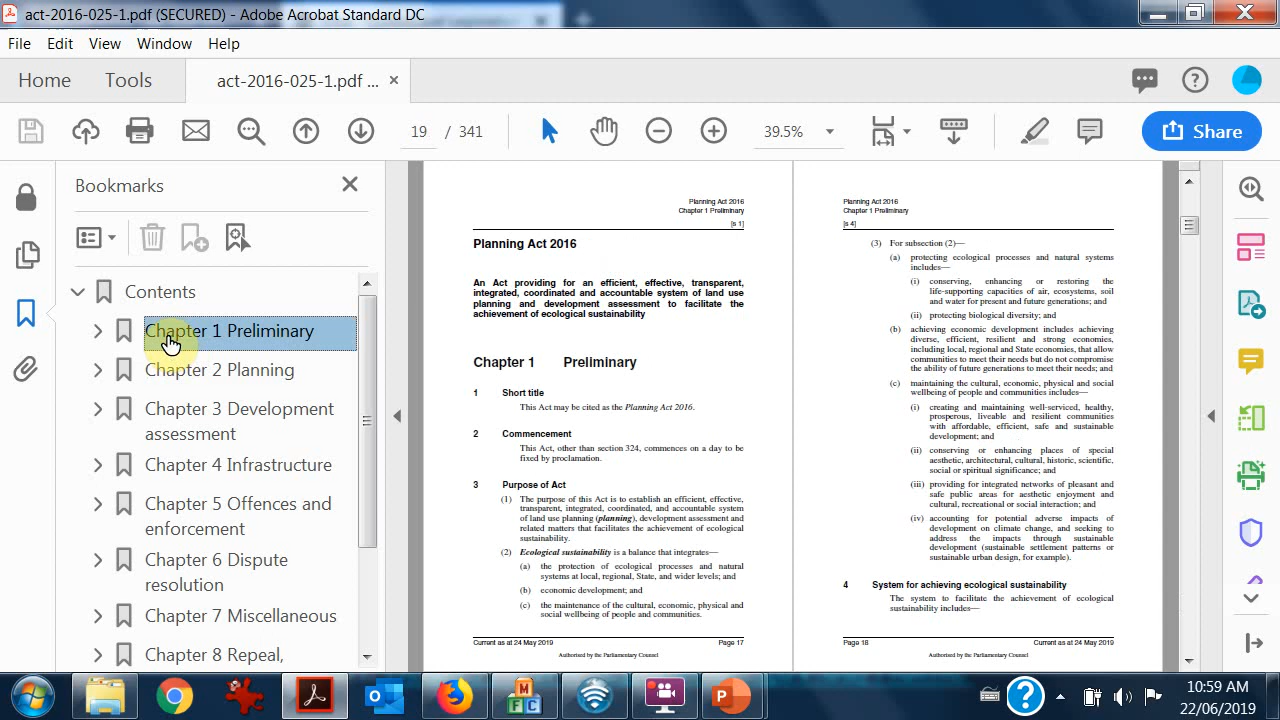 act-2016-025-1.pdf (SECURED) - Adobe Acrobat Standard DC
File Edit View Window Help
Home Tools act-2016-025-1.pdf ... ×
19 / 341 39.5% Share
Bookmarks
Contents
Chapter 1 Preliminary
Chapter 2 Planning
Chapter 3 Development
assessment
Chapter 4 Infrastructure
Chapter 5 Offences and
enforcement
Chapter 6 Dispute
resolution
Chapter 7 Miscellaneous
Chapter 8 Repeal,
Planning Act 2016
Chapter 1 Preliminary
[s 1]
Planning Act 2016
An Act providing for an efficient, effective, transparent,
integrated, coordinated and accountable system of land use
planning and development assessment to facilitate the
achievement of ecological sustainability
Chapter 1 Preliminary
1 Short title
This Act may be cited as the Planning Act 2016.
2 Commencement
This Act, other than section 324, commences on a day to be
fixed by proclamation.
3 Purpose of Act
(1) The purpose of this Act is to establish an efficient, effective,
transparent, integrated, coordinated, and accountable system
of land use planning (planning), development assessment and
related matters that facilitates the achievement of ecological
sustainability.
(2) Ecological sustainability is a balance that integrates—
(a) the protection of ecological processes and natural
systems at local, regional, State, and wider levels; and
(b) economic development; and
(c) the maintenance of the cultural, economic, physical and
social wellbeing of people and communities.
Current as at 24 May 2019 Page 17
Authorised by the Parliamentary Counsel
Planning Act 2016
Chapter 1 Preliminary
[s 4]
(3) For subsection (2)—
(a) protecting ecological processes and natural systems
includes—
(i) conserving, enhancing or restoring the
life-supporting capacities of air, ecosystems, soil
and water for present and future generations; and
(ii) protecting biological diversity; and
(b) achieving economic development includes achieving
diverse, efficient, resilient and strong economies,
including local, regional and State economies, that allow
communities to meet their needs but do not compromise
the ability of future generations to meet their needs; and
(c) maintaining the cultural, economic, physical and social
wellbeing of people and communities includes—
(i) creating and maintaining well-serviced, healthy,
prosperous, liveable and resilient communities
with affordable, efficient, safe and sustainable
development; and
(ii) conserving or enhancing places of special
aesthetic, architectural, cultural, historic, scientific,
social or spiritual significance; and
(iii) providing for integrated networks of pleasant and
safe public areas for aesthetic enjoyment and
cultural, recreational or social interaction; and
(iv) accounting for potential adverse impacts of
development on climate change, and seeking to
address the impacts through sustainable
development (sustainable settlement patterns or
sustainable urban design, for example).
4 System for achieving ecological sustainability
The system to facilitate the achievement of ecological
sustainability includes—
Page 18 Current as at 24 May 2019
Authorised by the Parliamentary Counsel
10:59 AM
22/06/2019